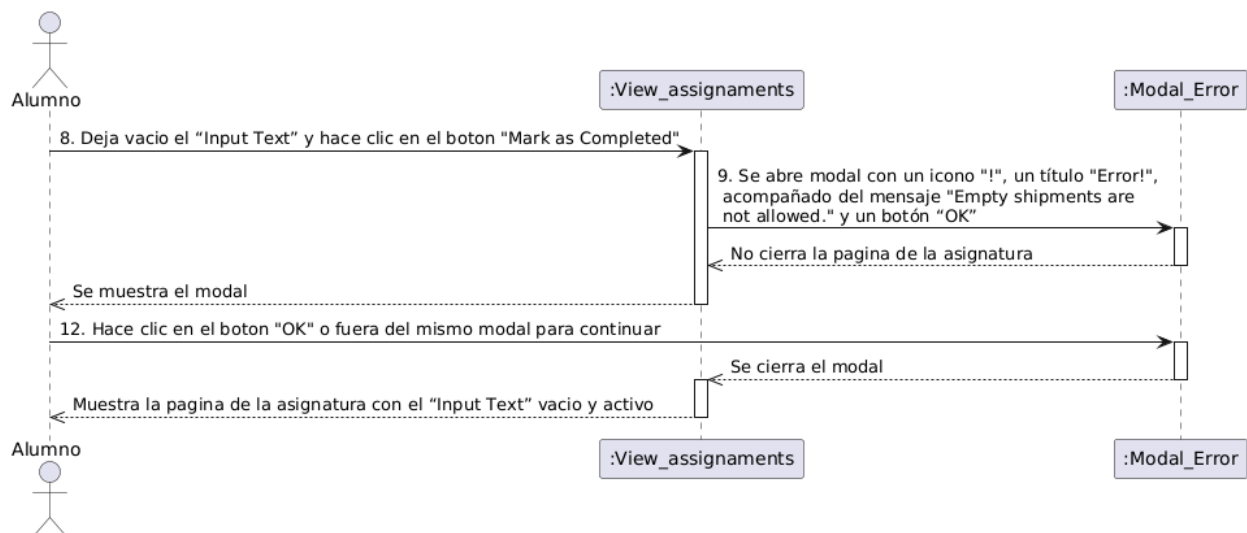 Alumno
:View_assignaments
:Modal_Error
8. Deja vacio el “Input Text” y hace clic en el boton "Mark as Completed"
9. Se abre modal con un icono "!", un título "Error!",
acompañado del mensaje "Empty shipments are
not allowed." y un botón “OK”
No cierra la pagina de la asignatura
Se muestra el modal
12. Hace clic en el boton "OK" o fuera del mismo modal para continuar
Se cierra el modal
Muestra la pagina de la asignatura con el “Input Text” vacio y activo
Alumno
:View_assignaments
:Modal_Error